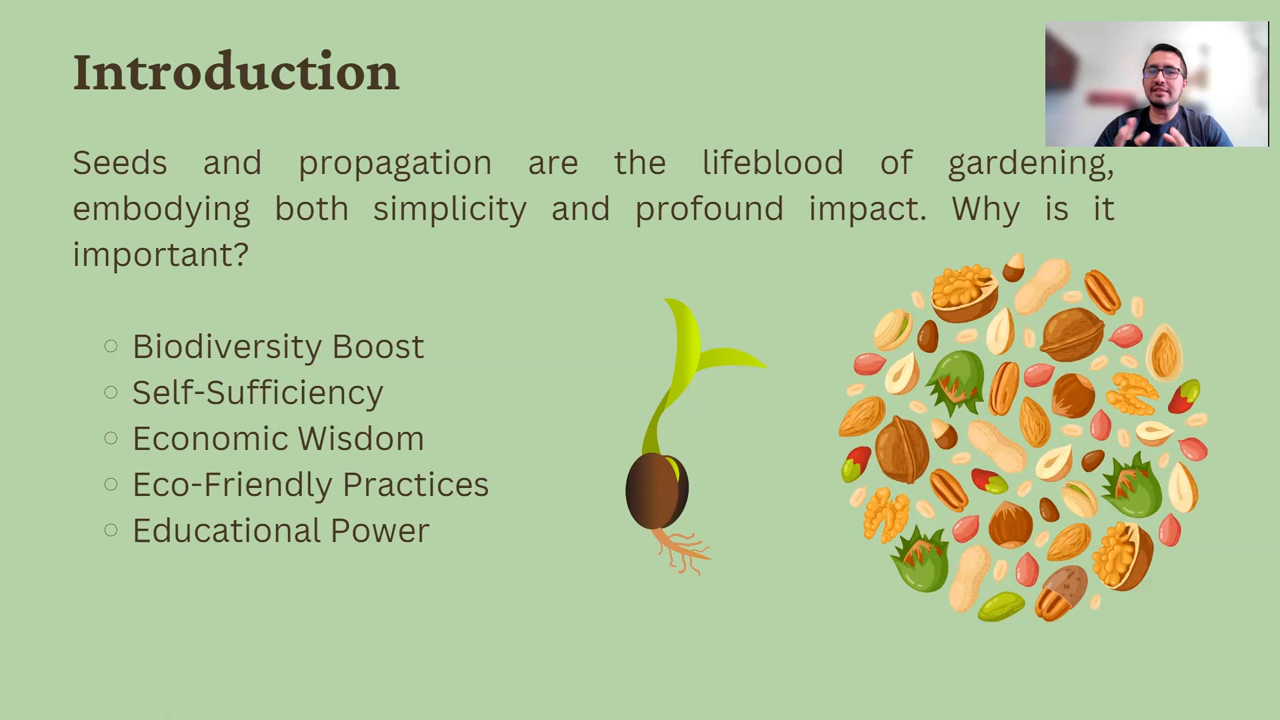 Introduction
Seeds and propagation are the lifeblood of gardening,
embodying both simplicity and profound impact. Why is it
important?
Biodiversity Boost
Self-Sufficiency
Economic Wisdom
Eco-Friendly Practices
Educational Power